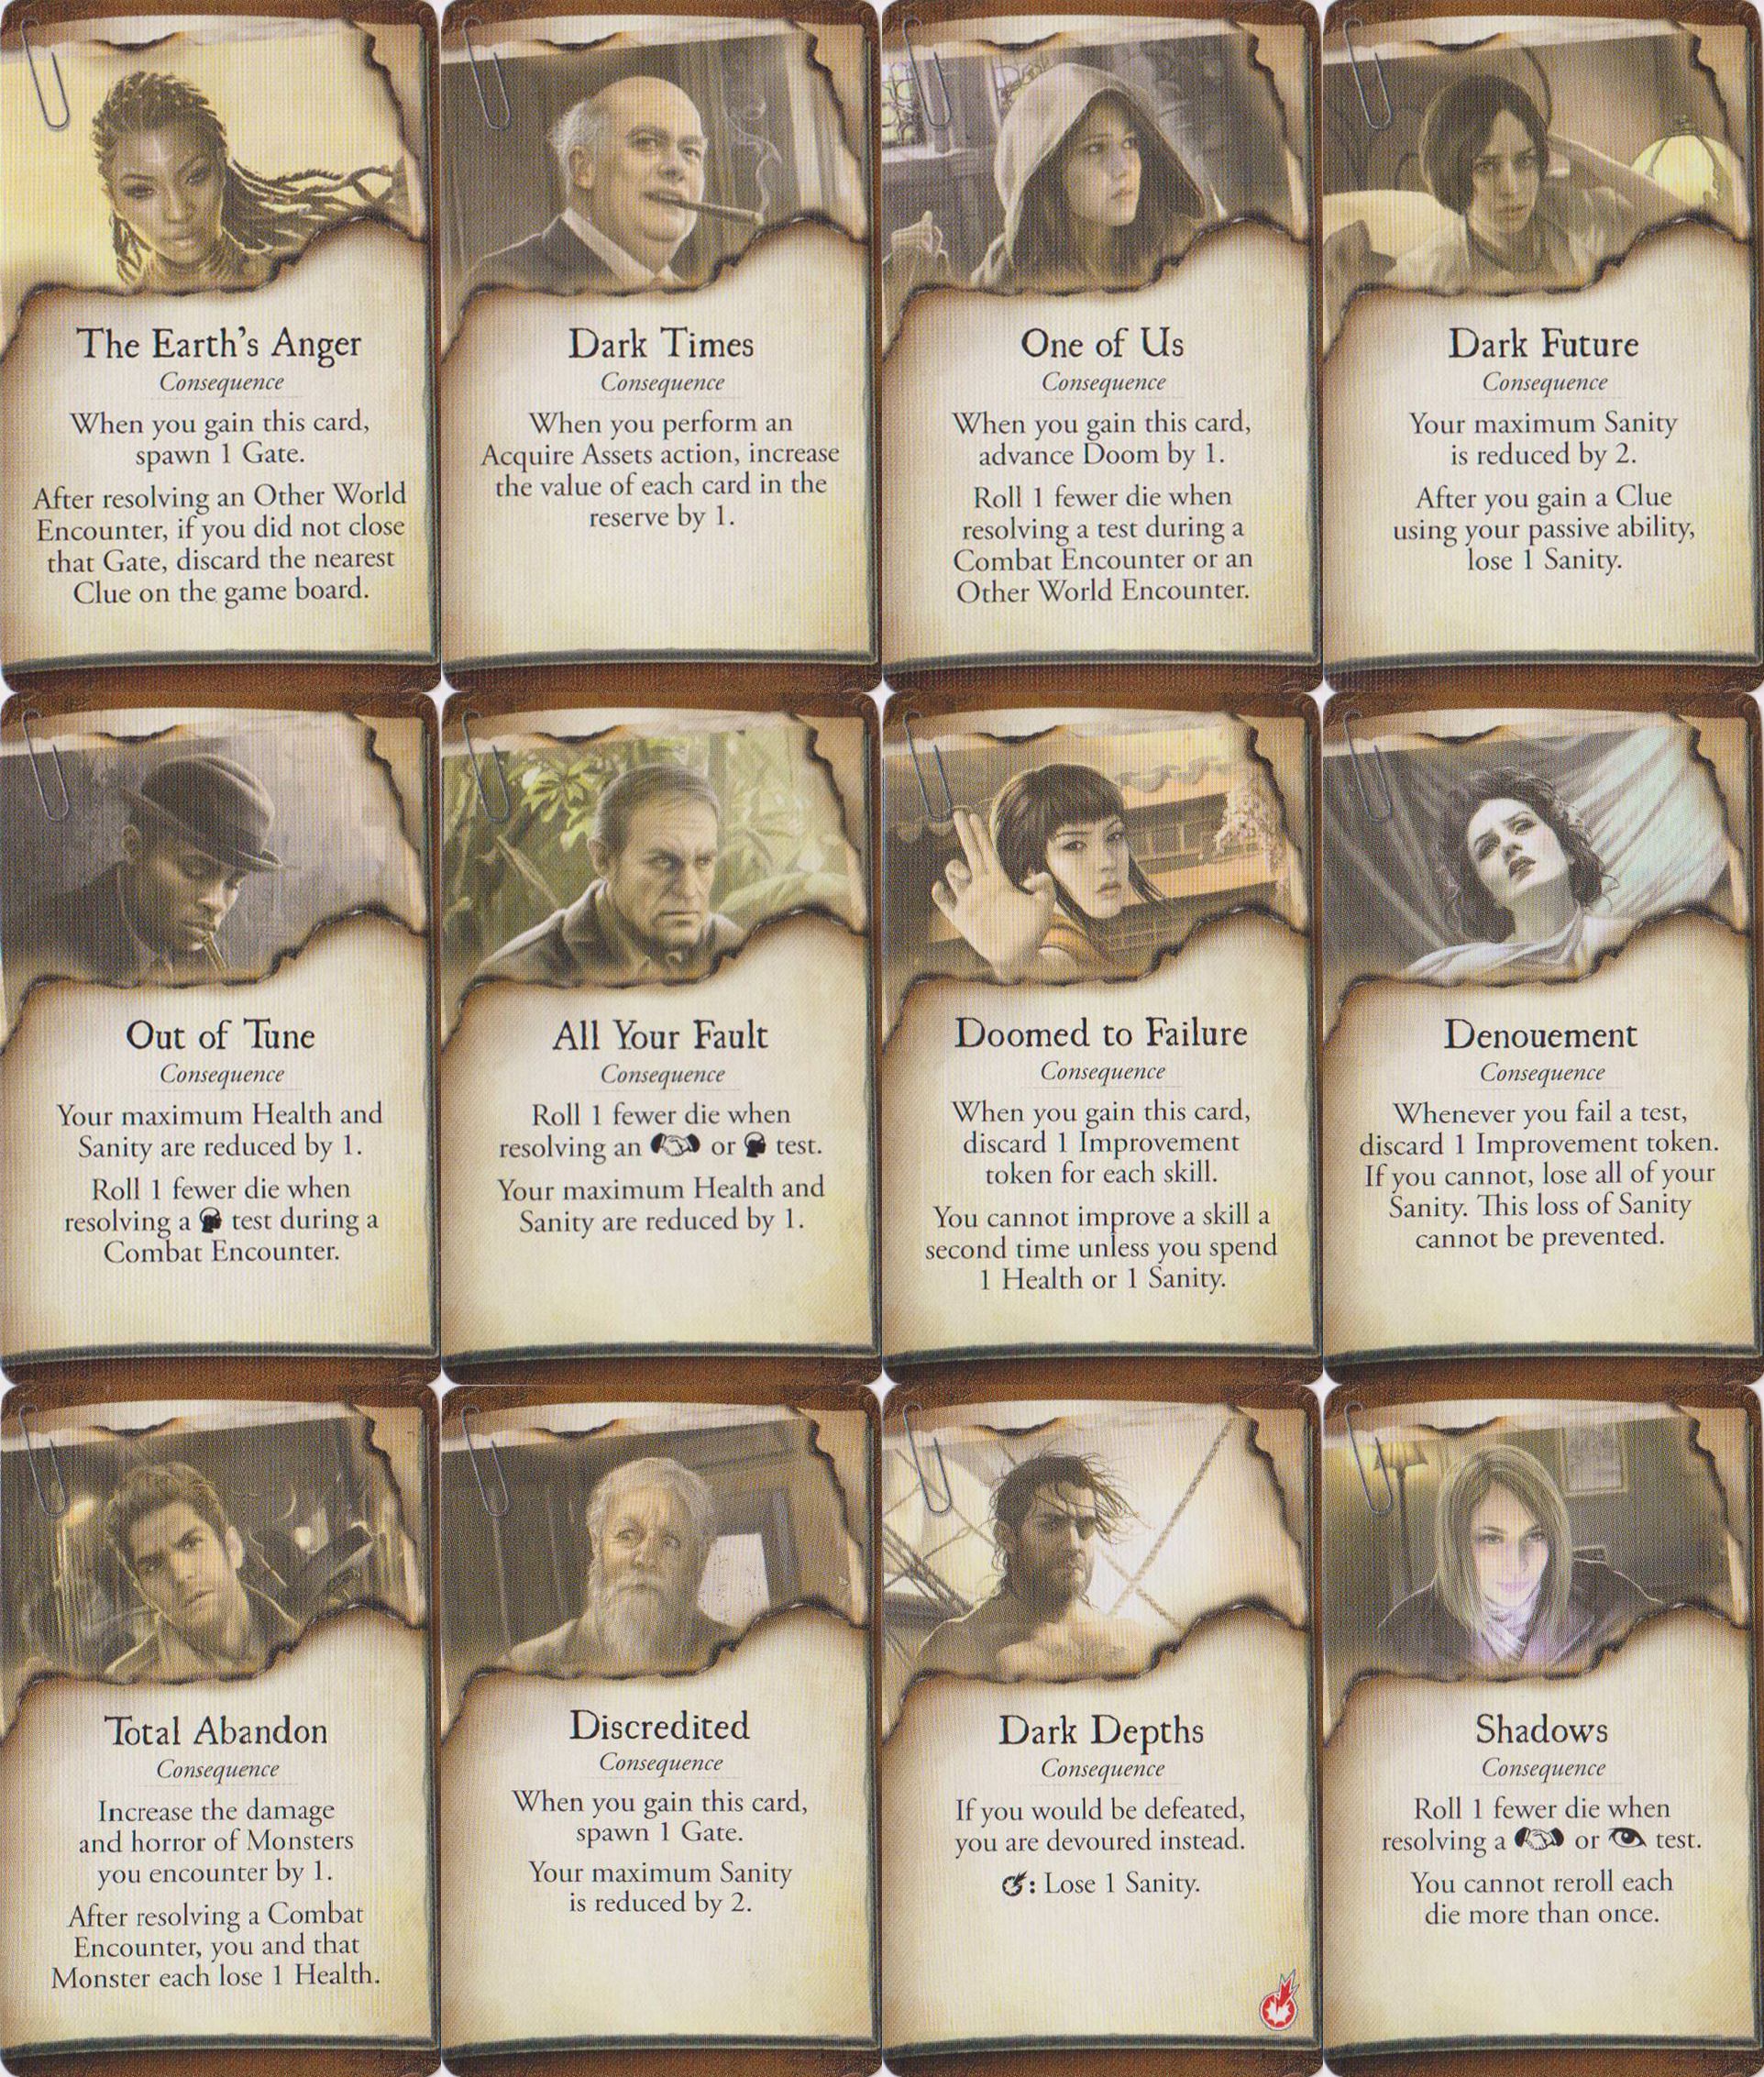 The Earth's Anger
Consequence
When you gain this card,
spawn 1 Gate.
After resolving an Other World
Encounter, if you did not close
that Gate, discard the nearest
Clue on the game board.
Dark Times
Consequence
When you perform an
Acquire Assets action, increase
the value of each card in the
reserve by 1.
One of Us
Consequence
When you gain this card,
advance Doom by 1.
Roll 1 fewer die when
resolving a test during a
Combat Encounter or an
Other World Encounter.
Dark Future
Consequence
Your maximum Sanity
is reduced by 2.
After you gain a Clue
using your passive ability,
lose 1 Sanity.
Out of Tune
Consequence
Your maximum Health and
Sanity are reduced by 1.
Roll 1 fewer die when
resolving a test during a
Combat Encounter.
All Your Fault
Consequence
Roll 1 fewer die when
resolving an or test.
Your maximum Health and
Sanity are reduced by 1.
Doomed to Failure
Consequence
When you gain this card,
discard 1 Improvement
token for each skill.
You cannot improve a skill a
second time unless you spend
1 Health or 1 Sanity.
Denouement
Consequence
Whenever you fail a test,
discard 1 Improvement token.
If you cannot, lose all of your
Sanity. This loss of Sanity
cannot be prevented.
Total Abandon
Consequence
Increase the damage
and horror of Monsters
you encounter by 1.
After resolving a Combat
Encounter, you and that
Monster each lose 1 Health.
Discredited
Consequence
When you gain this card,
spawn 1 Gate.
Your maximum Sanity
is reduced by 2.
Dark Depths
Consequence
If you would be defeated,
you are devoured instead.
: Lose 1 Sanity.
Shadows
Consequence
Roll 1 fewer die when
resolving a or test.
You cannot reroll each
die more than once.